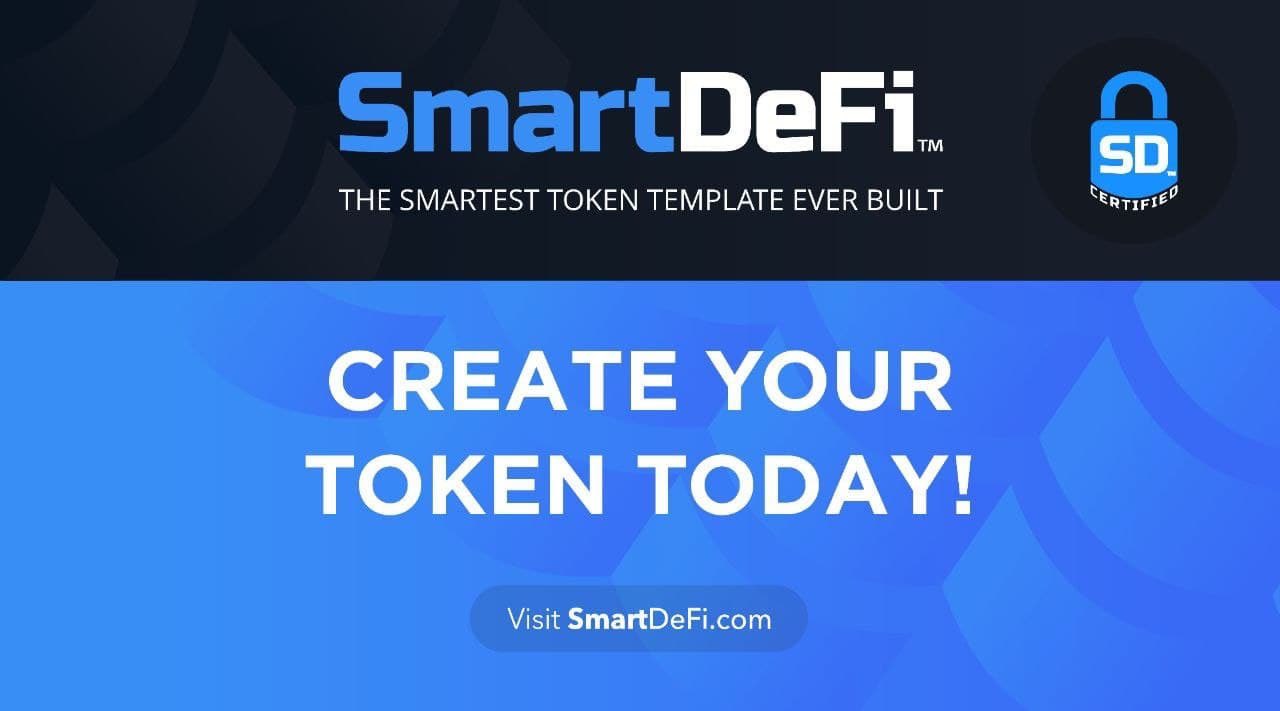 SmartDeFi™
THE SMARTEST TOKEN TEMPLATE EVER BUILT
SD™
CERTIFIED
CREATE YOUR
TOKEN TODAY!
Visit SmartDeFi.com